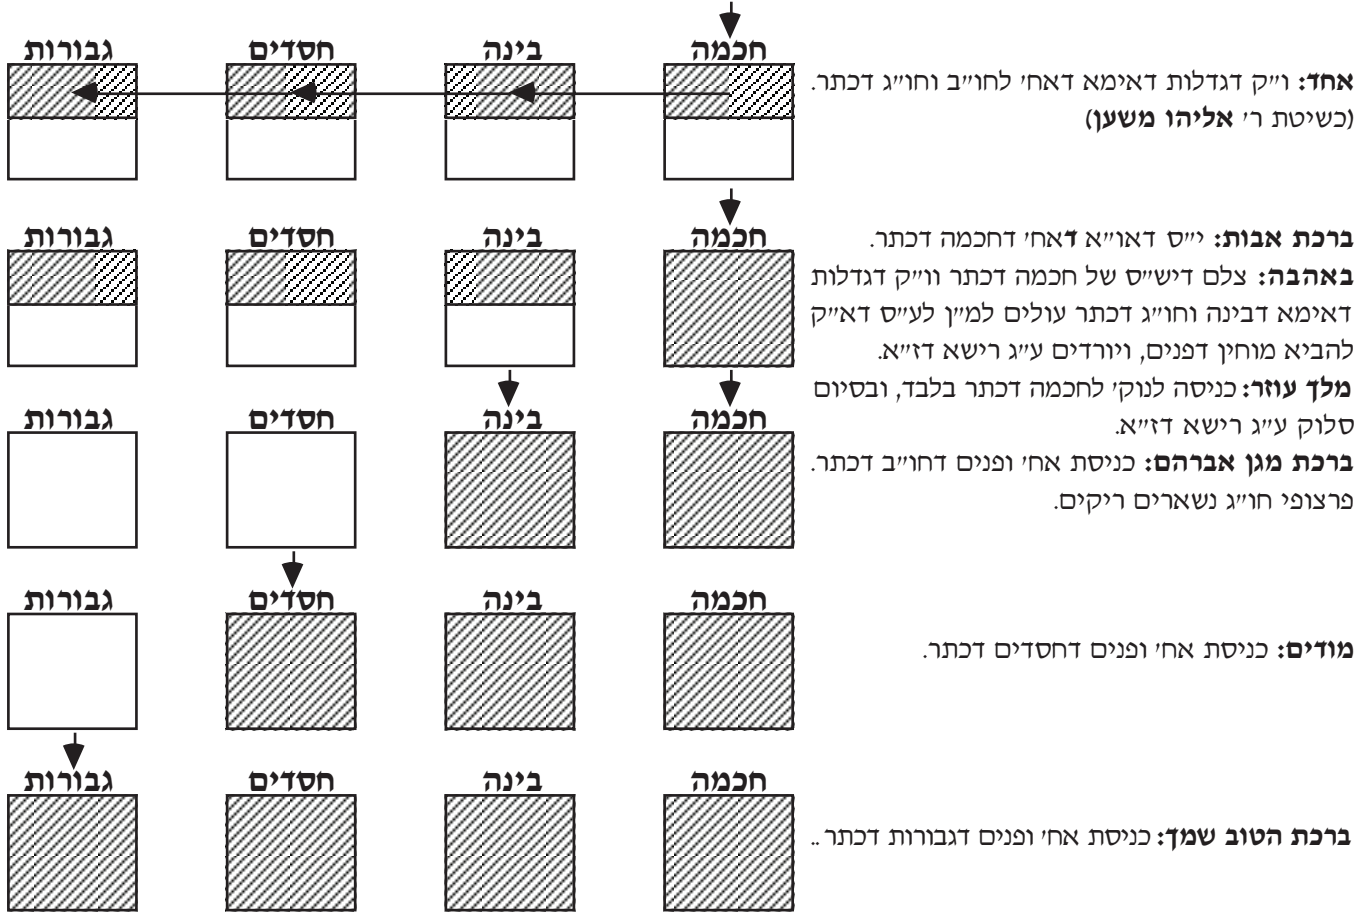 חכמה בינה חסדים גבורות
אחד: ו״ק דגדלות דאימא דאח׳ לחו״ב וחו״ג דכתר.
(כשיטת ר׳ אליהו משען)
חכמה בינה חסדים גבורות
ברכת אבות: י״ס דאו״א דאח׳ דחכמה דכתר.
באהבה: צלם דיש״ס של חכמה דכתר וו״ק דגדלות
דאימא דבינה וחו״ג דכתר עולים למ״ן לע״ס דא״ק
להביא מוחין דפנים, ויורדים ע״ג רישא דז״א.
מלך עוזר: כניסה לנוק׳ לחכמה דכתר בלבד, ובסיום
סלוק ע״ג רישא דז״א.
ברכת מגן אברהם: כניסת אח׳ ופנים דחו״ב דכתר.
פרצופי חו״ג נשארים ריקים.
חכמה בינה חסדים גבורות
חכמה בינה חסדים גבורות
מודים: כניסת אח׳ ופנים דחסדים דכתר.
חכמה בינה חסדים גבורות
ברכת הטוב שמך: כניסת אח׳ ופנים דגבורות דכתר..